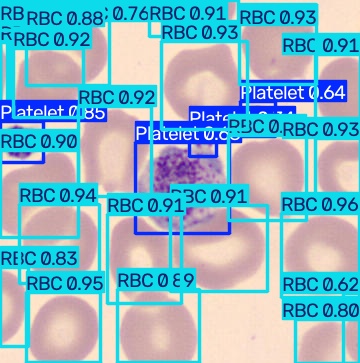 RBC 0.88
0.76
RBC 0.91
RBC 0.93
RBC 0.92
RBC 0.93
RBC 0.91
Platelet 0.64
RBC 0.92
Platelet 0.85
RBC 0.93
RBC 0.90
RBC 0.94
RBC 0.91
RBC 0.91
RBC 0.96
RBC 0.83
RBC 0.95
RBC 0.89
RBC 0.62
RBC 0.80